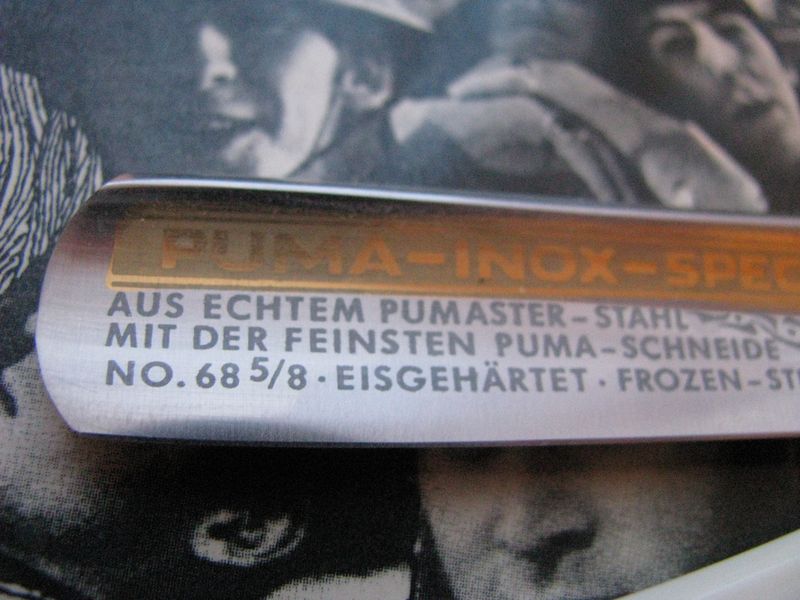 PUMA-INOX-SPEC
AUS ECHTEM PUMASTER-STAHL
MIT DER FEINSTEN PUMA-SCHNEIDE
NO. 68 5/8 · EISGEHÄRTET · FROZEN-ST